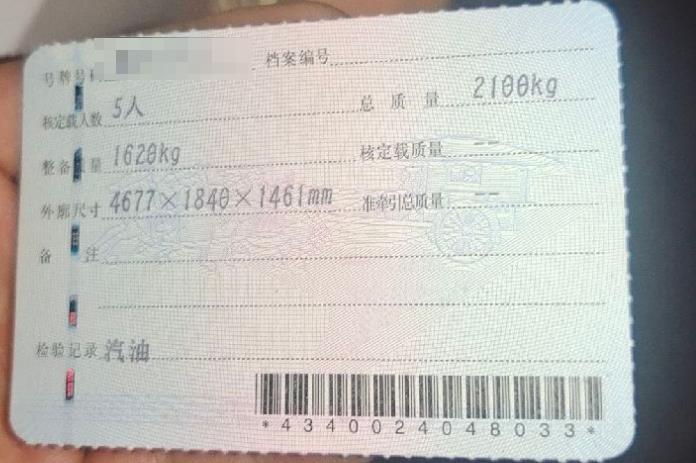 号牌号码 档案编号
核定载人数 5人 总质量 2100kg
整备质量 1620kg 核定载质量 --
外廓尺寸 4677×1840×1461mm 准牵引总质量 --
备注
检验记录 汽油
*4340024048033*